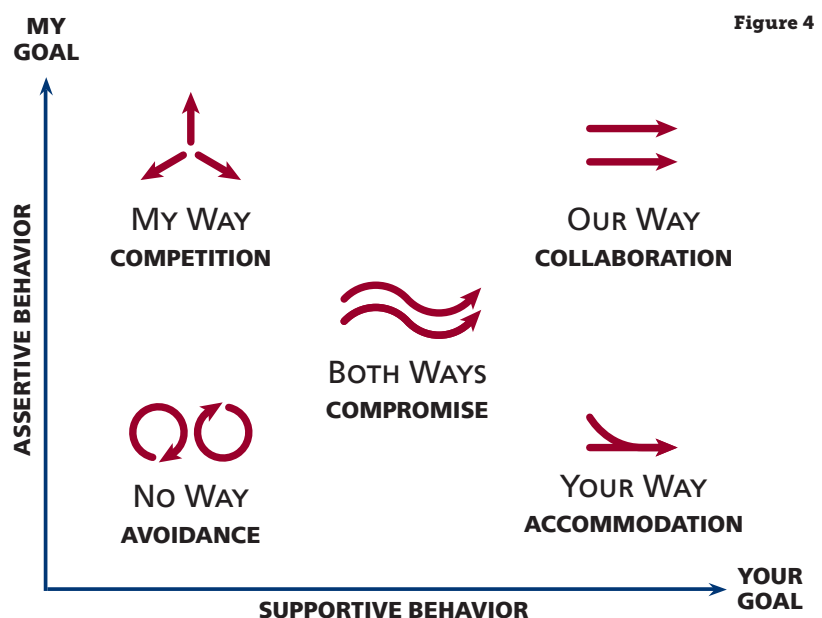 Figure 4
MY
GOAL
ASSERTIVE BEHAVIOR
MY WAY
COMPETITION
OUR WAY
COLLABORATION
BOTH WAYS
COMPROMISE
NO WAY
AVOIDANCE
YOUR WAY
ACCOMMODATION
SUPPORTIVE BEHAVIOR
YOUR
GOAL